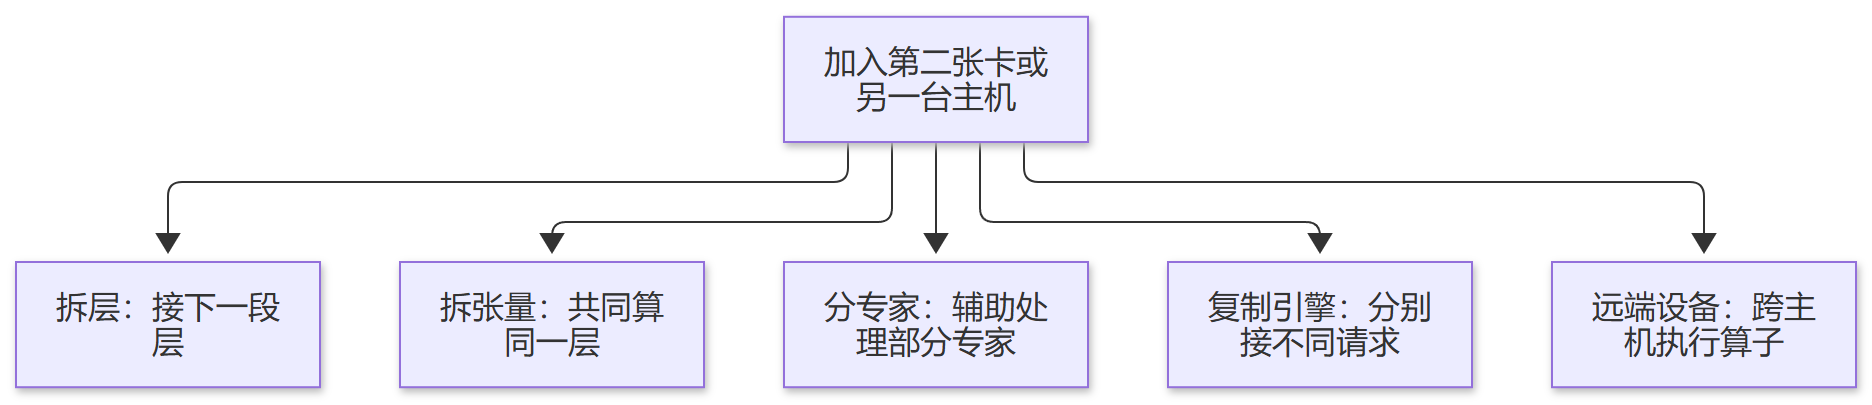 加入第二张卡或
另一台主机
拆层：接下一段
层
拆张量：共同算
同一层
分专家：辅助处
理部分专家
复制引擎：分别
接不同请求
远端设备：跨主
机执行算子